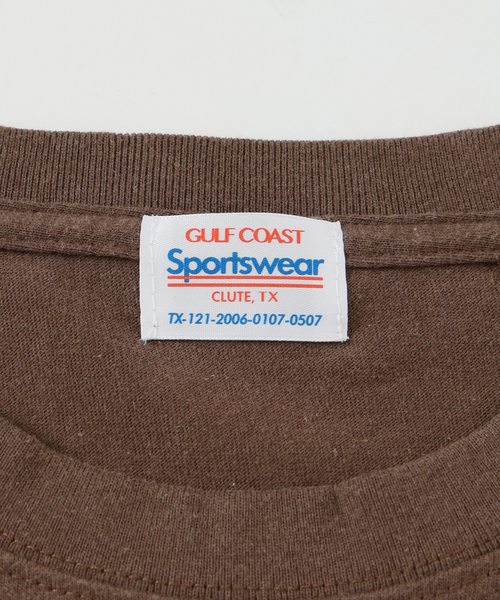 GULF COAST
Sportswear
CLUTE, TX
TX-121-2006-0107-0507